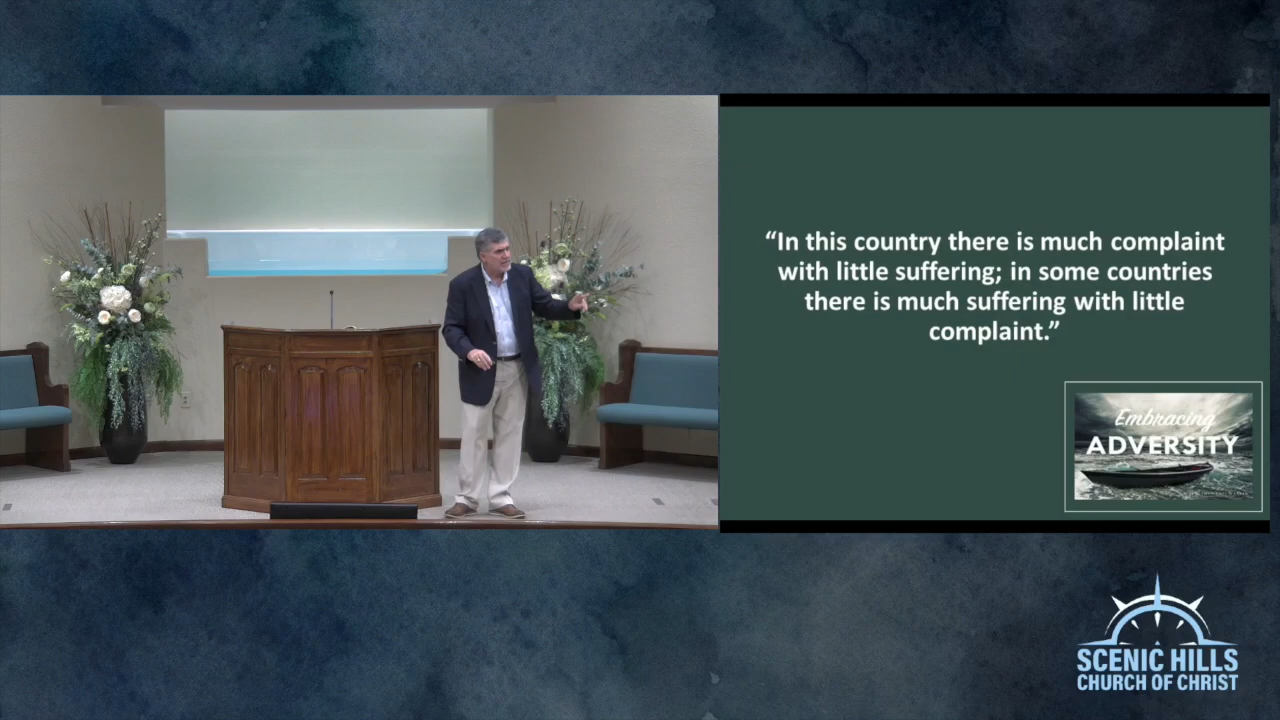 “In this country there is much complaint
with little suffering; in some countries
there is much suffering with little
complaint.”
Embracing
ADVERSITY
SCENIC HILLS
CHURCH OF CHRIST